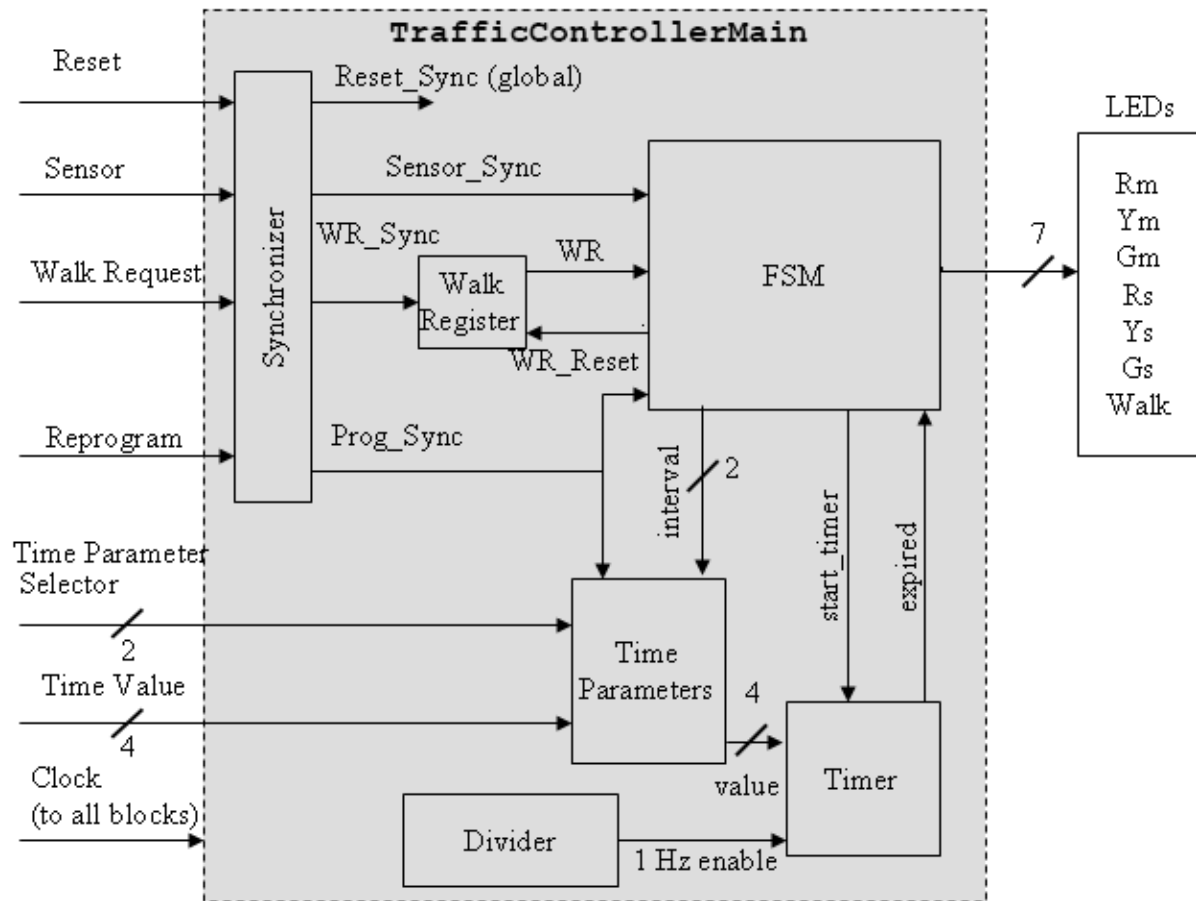 TrafficControllerMain
Reset
Reset_Sync (global)
LEDs
Sensor
Sensor_Sync
Rm
Ym
Gm
Rs
Ys
Gs
Walk
7
Walk Request
Synchronizer
WR_Sync
Walk
Register
WR
WR_Reset
FSM
Reprogram
Prog_Sync
interval
2
start_timer
expired
Time Parameter
Selector
2
Time Value
4
Time
Parameters
4
value
Timer
Clock
(to all blocks)
Divider
1 Hz enable